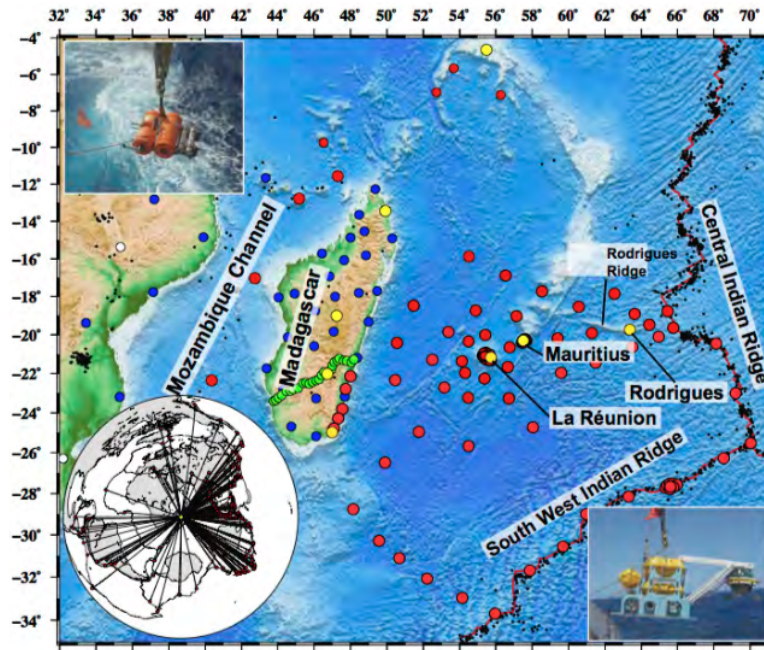 32° 34° 36° 38° 40° 42° 44° 46° 48° 50° 52° 54° 56° 58° 60° 62° 64° 66° 68° 70°
−4°
−6°
−8°
−10°
−12°
−14°
−16°
−18°
−20°
−22°
−24°
−26°
−28°
−30°
−32°
−34°
Mozambique Channel
Madagascar
Central Indian Ridge
Rodrigues
Ridge
Mauritius
Rodrigues
La Réunion
South West Indian Ridge